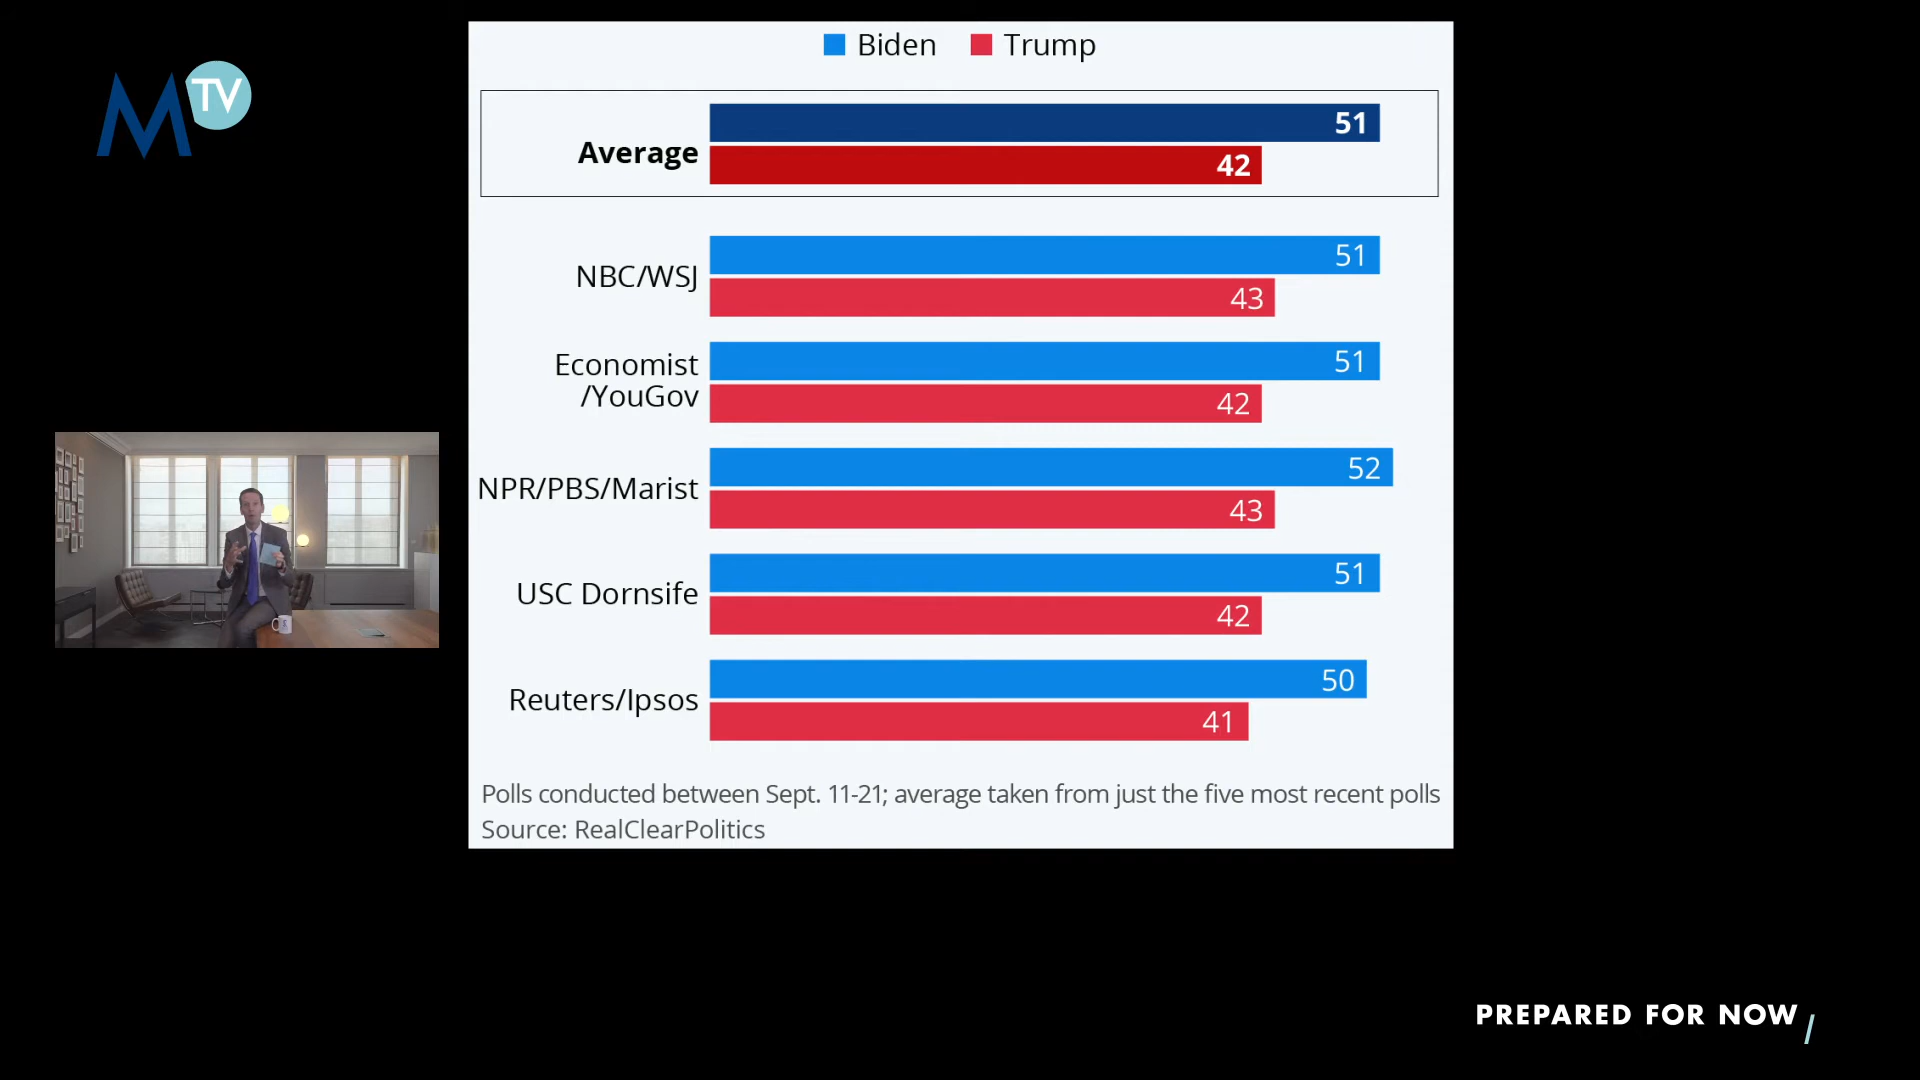 M TV
Biden Trump
Average
51
42
NBC/WSJ
51
43
Economist
/YouGov
51
42
NPR/PBS/Marist
52
43
USC Dornsife
51
42
Reuters/Ipsos
50
41
Polls conducted between Sept. 11-21; average taken from just the five most recent polls
Source: RealClearPolitics
PREPARED FOR NOW /